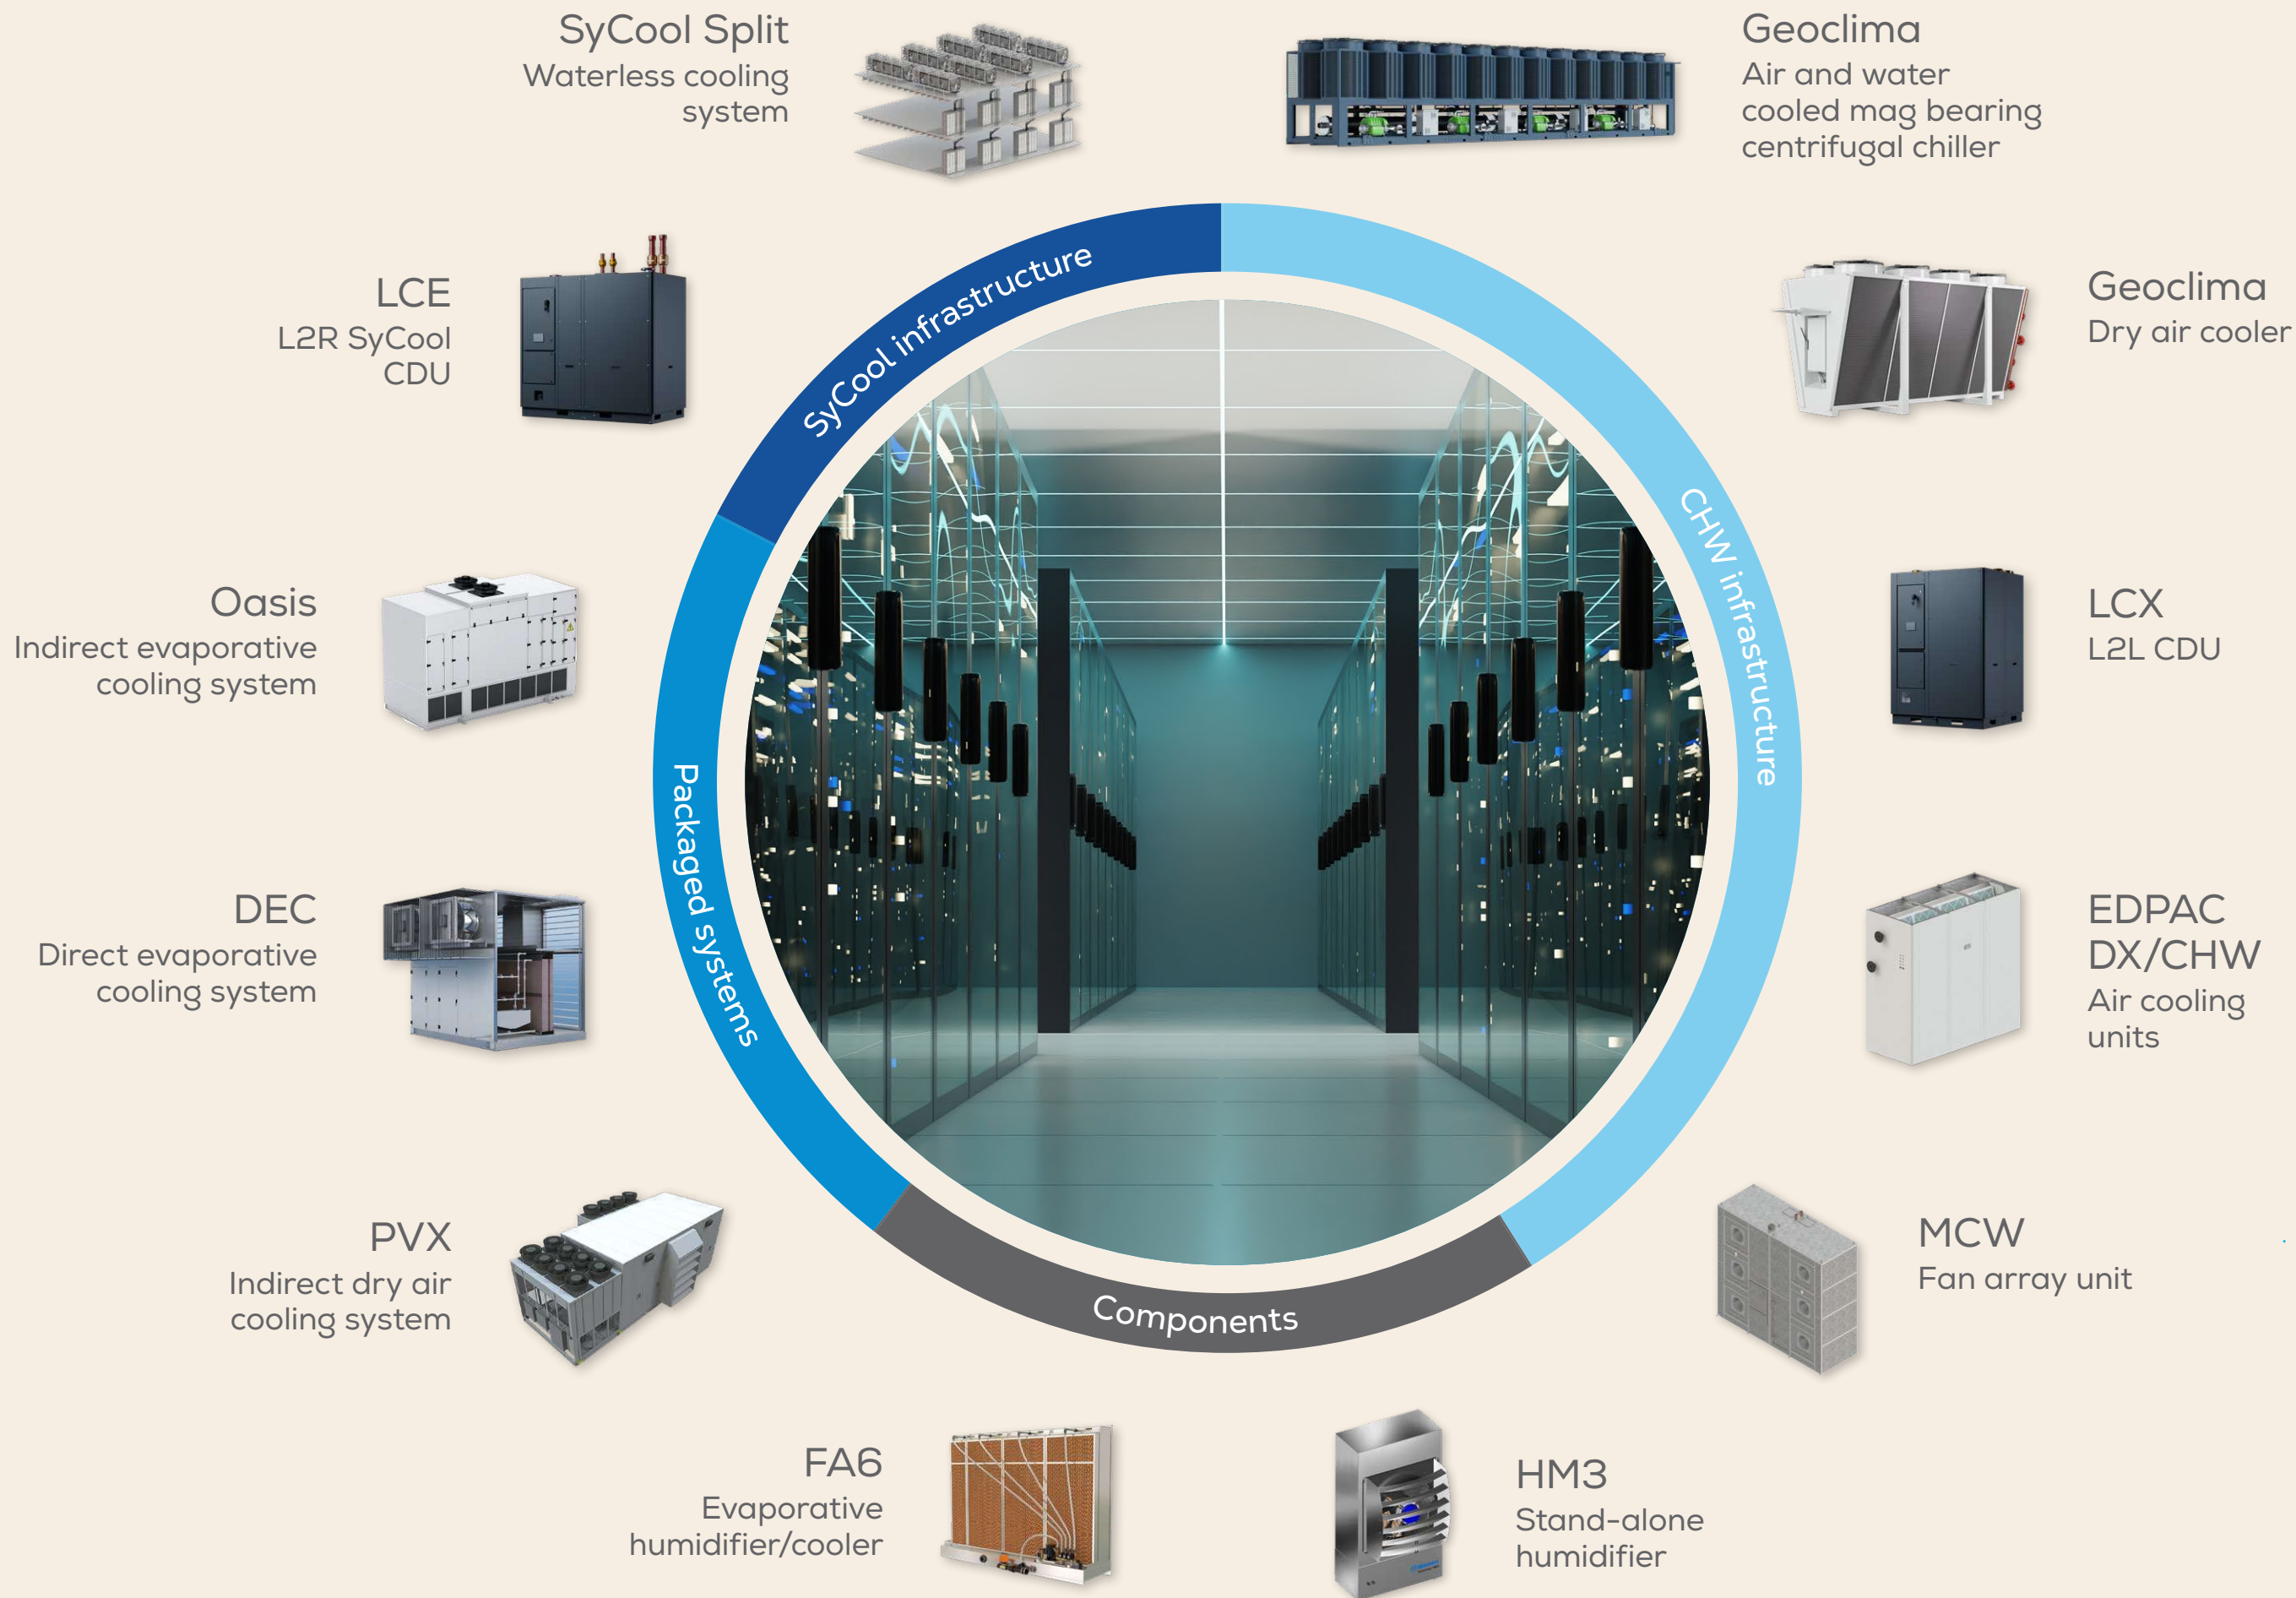 SyCool Split
Waterless cooling
system
Geoclima
Air and water
cooled mag bearing
centrifugal chiller
LCE
L2R SyCool
CDU
SyCool infrastructure
Geoclima
Dry air cooler
CHW infrastructure
Oasis
Indirect evaporative
cooling system
LCX
L2L CDU
Packaged systems
DEC
Direct evaporative
cooling system
EDPAC
DX/CHW
Air cooling
units
PVX
Indirect dry air
cooling system
MCW
Fan array unit
Components
FA6
Evaporative
humidifier/cooler
HM3
Stand-alone
humidifier